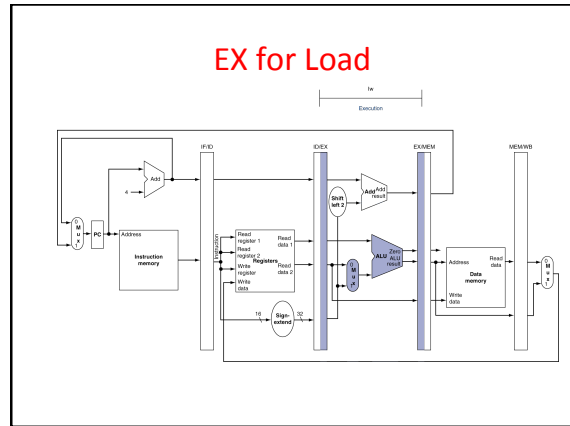 EX for Load
lw
Execution
IF/ID
ID/EX
EX/MEM
MEM/WB
Add
4
Shift
left 2
Add
Add
result
0
M
u
x
1
PC
Address
Instruction
memory
Instruction
Read
register 1
Read
register 2
Write
register
Write
data
Registers
Read
data 1
Read
data 2
0
M
u
x
1
ALU
Zero
ALU
result
Address
Write
data
Read
data
Data
memory
0
M
u
x
1
16
Sign-
extend
32